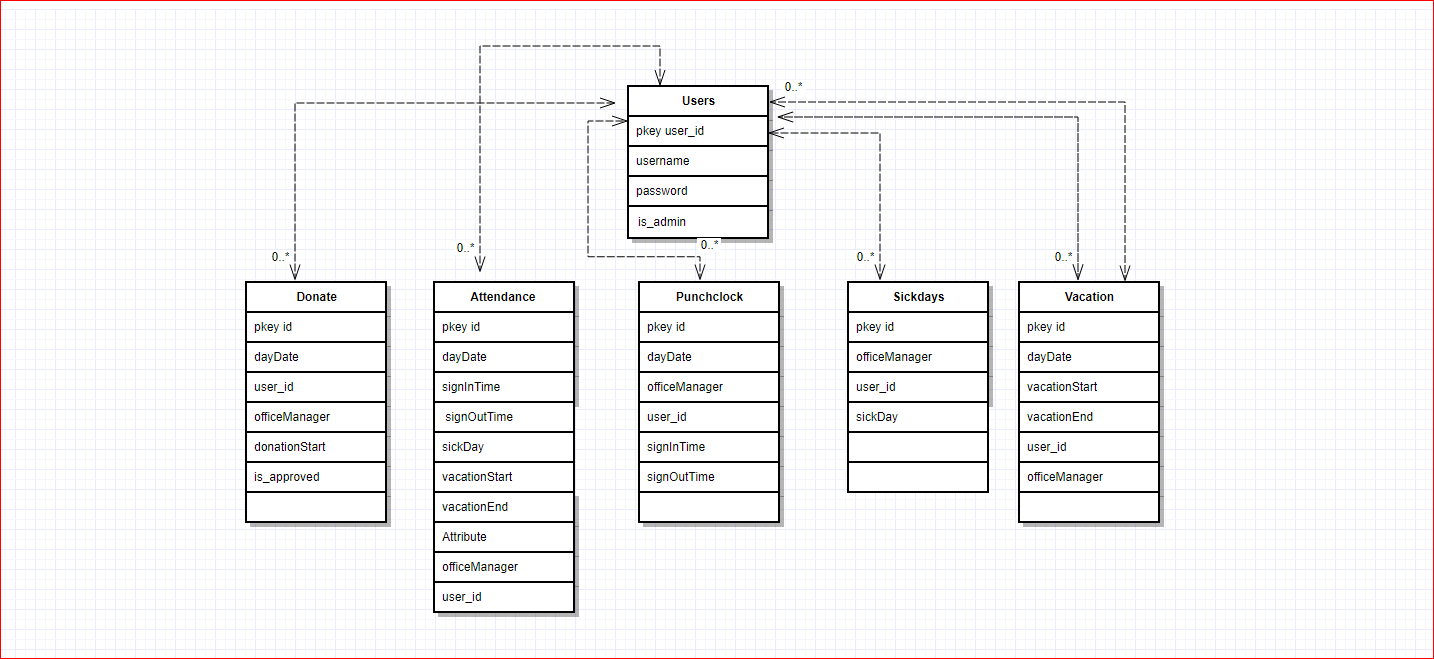 0..*
Users
pkey user_id
username
password
is_admin
0..*
0..*
0..*
0..*
0..*
Donate
pkey id
dayDate
user_id
officeManager
donationStart
is_approved
Attendance
pkey id
dayDate
signInTime
signOutTime
sickDay
vacationStart
vacationEnd
Attribute
officeManager
user_id
Punchclock
pkey id
dayDate
officeManager
user_id
signInTime
signOutTime
Sickdays
pkey id
officeManager
user_id
sickDay
Vacation
pkey id
dayDate
vacationStart
vacationEnd
user_id
officeManager